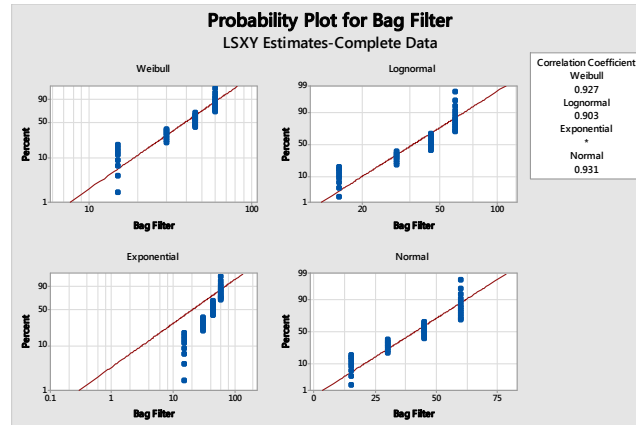 Probability Plot for Bag Filter
LSXY Estimates-Complete Data
Weibull
Percent
90
50
10
1
10
100
Bag Filter
Lognormal
Percent
99
90
50
10
1
20
50
100
Bag Filter
Correlation Coefficient
Weibull
0.927
Lognormal
0.903
Exponential
*
Normal
0.931
Exponential
Percent
90
50
10
1
0.1
1
10
100
Bag Filter
Normal
Percent
99
90
50
10
1
0
25
50
75
Bag Filter